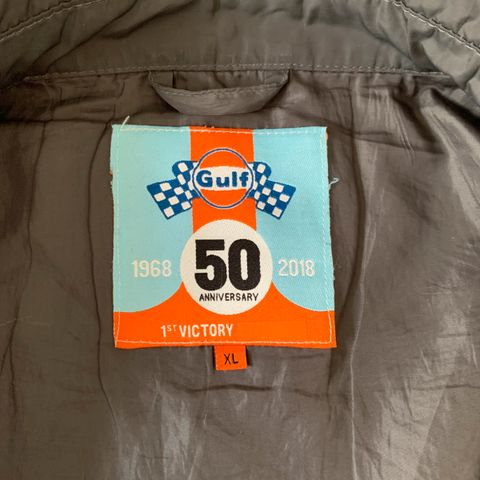 Gulf
1968 50 2018
ANNIVERSARY
1ST VICTORY
XL